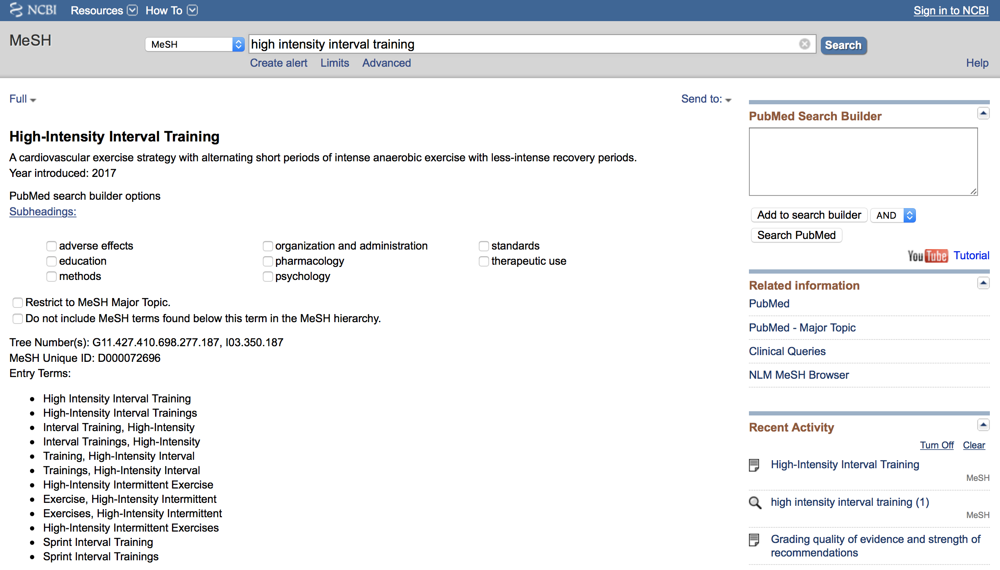 NCBI Resources How To Sign in to NCBI
MeSH MeSH high intensity interval training Search
Create alert Limits Advanced Help
Full Send to:
High-Intensity Interval Training
A cardiovascular exercise strategy with alternating short periods of intense anaerobic exercise with less-intense recovery periods.
Year introduced: 2017
PubMed search builder options
Subheadings:
adverse effects organization and administration standards
education pharmacology therapeutic use
methods psychology
Restrict to MeSH Major Topic.
Do not include MeSH terms found below this term in the MeSH hierarchy.
Tree Number(s): G11.427.410.698.277.187, I03.350.187
MeSH Unique ID: D000072696
Entry Terms:
High Intensity Interval Training
High-Intensity Interval Trainings
Interval Training, High-Intensity
Interval Trainings, High-Intensity
Training, High-Intensity Interval
Trainings, High-Intensity Interval
High-Intensity Intermittent Exercise
Exercise, High-Intensity Intermittent
Exercises, High-Intensity Intermittent
High-Intensity Intermittent Exercises
Sprint Interval Training
Sprint Interval Trainings
PubMed Search Builder
Add to search builder AND
Search PubMed
YouTube Tutorial
Related information
PubMed
PubMed - Major Topic
Clinical Queries
NLM MeSH Browser
Recent Activity
Turn Off Clear
High-Intensity Interval Training
MeSH
high intensity interval training (1)
MeSH
Grading quality of evidence and strength of
recommendations